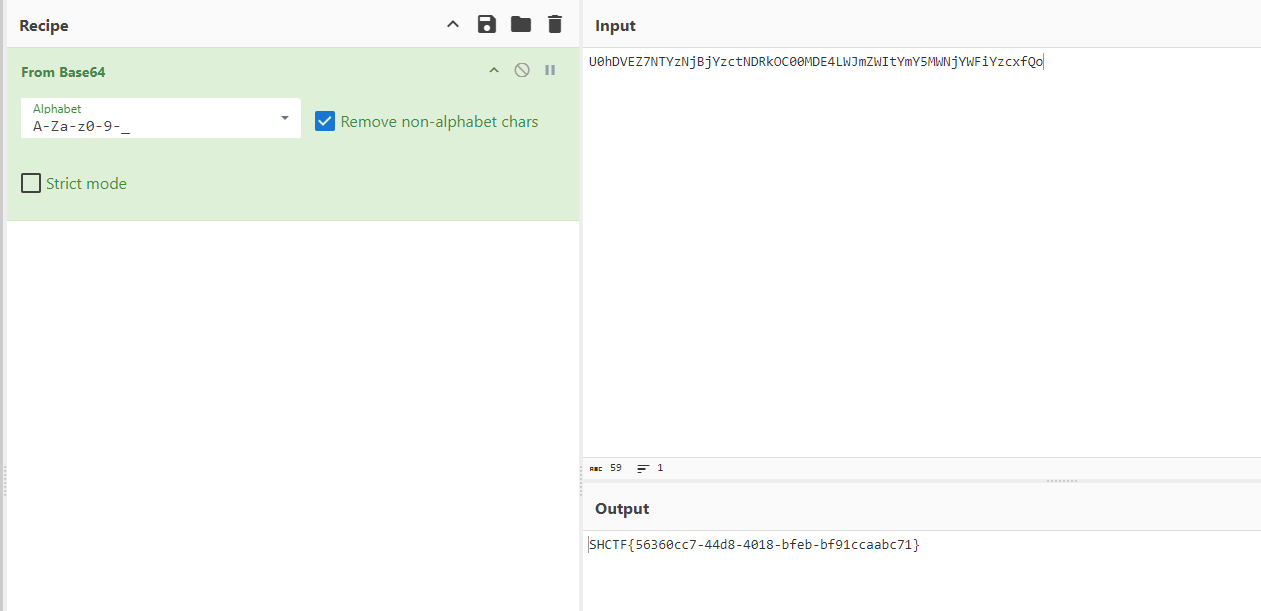 Recipe
From Base64
Alphabet
A-Za-z0-9-_
Remove non-alphabet chars
Strict mode
Input
U0hDVEZ7NTYzNjBjYzctNDRkOC00MDE4LWJmZWItYmY5MWNjYWFiYzcxfQo
ABC 59 1
Output
SHCTF{56360cc7-44d8-4018-bfeb-bf91ccaabc71}